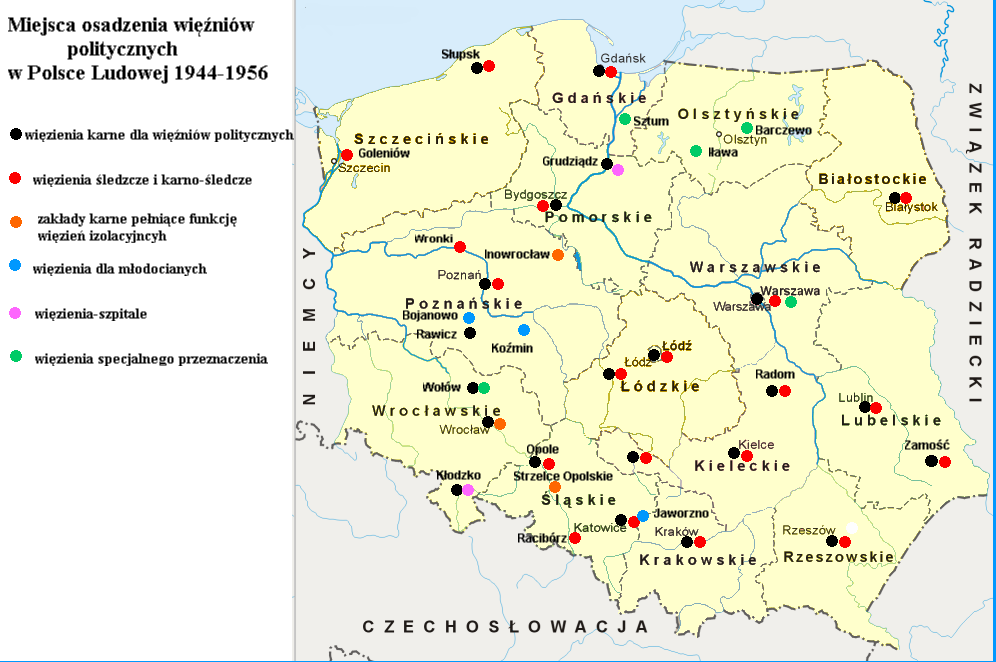 Miejsca osadzenia więźniów
politycznych
w Polsce Ludowej 1944-1956
więzienia karne dla więźniów politycznych
więzienia śledzcze i karno-śledcze
zakłady karne pełniące funkcję
więzień izolacyjncyh
więzienia dla młodocianych
więzienia-szpitale
więzienia specjalnego przeznaczenia
Słupsk
Gdańsk
Gdańskie
Olsztyńskie
Sztum
Barczewo
Olsztyn
Iława
Szczecińskie
Goleniów
Szczecin
Grudziądz
Białostockie
Białystok
Bydgoszcz
Pomorskie
Wronki
Inowrocław
Poznań
Warszawskie
Warszawa
Warszawa
Poznańskie
Bojanowo
Rawicz
Koźmin
Łódź
Łódź
Łódzkie
Radom
Wołów
Wrocławskie
Wrocław
Lublin
Lubelskie
Kielce
Kieleckie
Zamość
Opole
Strzelce Opolskie
Kłodzko
Śląskie
Jaworzno
Katowice
Racibórz
Kraków
Krakowskie
Rzeszów
Rzeszowskie
NIEMCY
ZWIĄZEK RADZIECKI
CZECHOSŁOWACJA